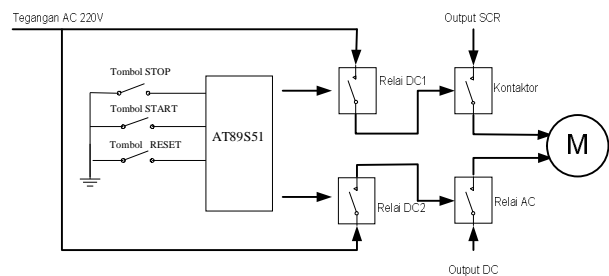 Tegangan AC 220V
Output SCR
Tombol STOP
Relai DC1
Kontaktor
Tombol START
AT89S51
Tombol RESET
M
Relai DC2
Relai AC
Output DC